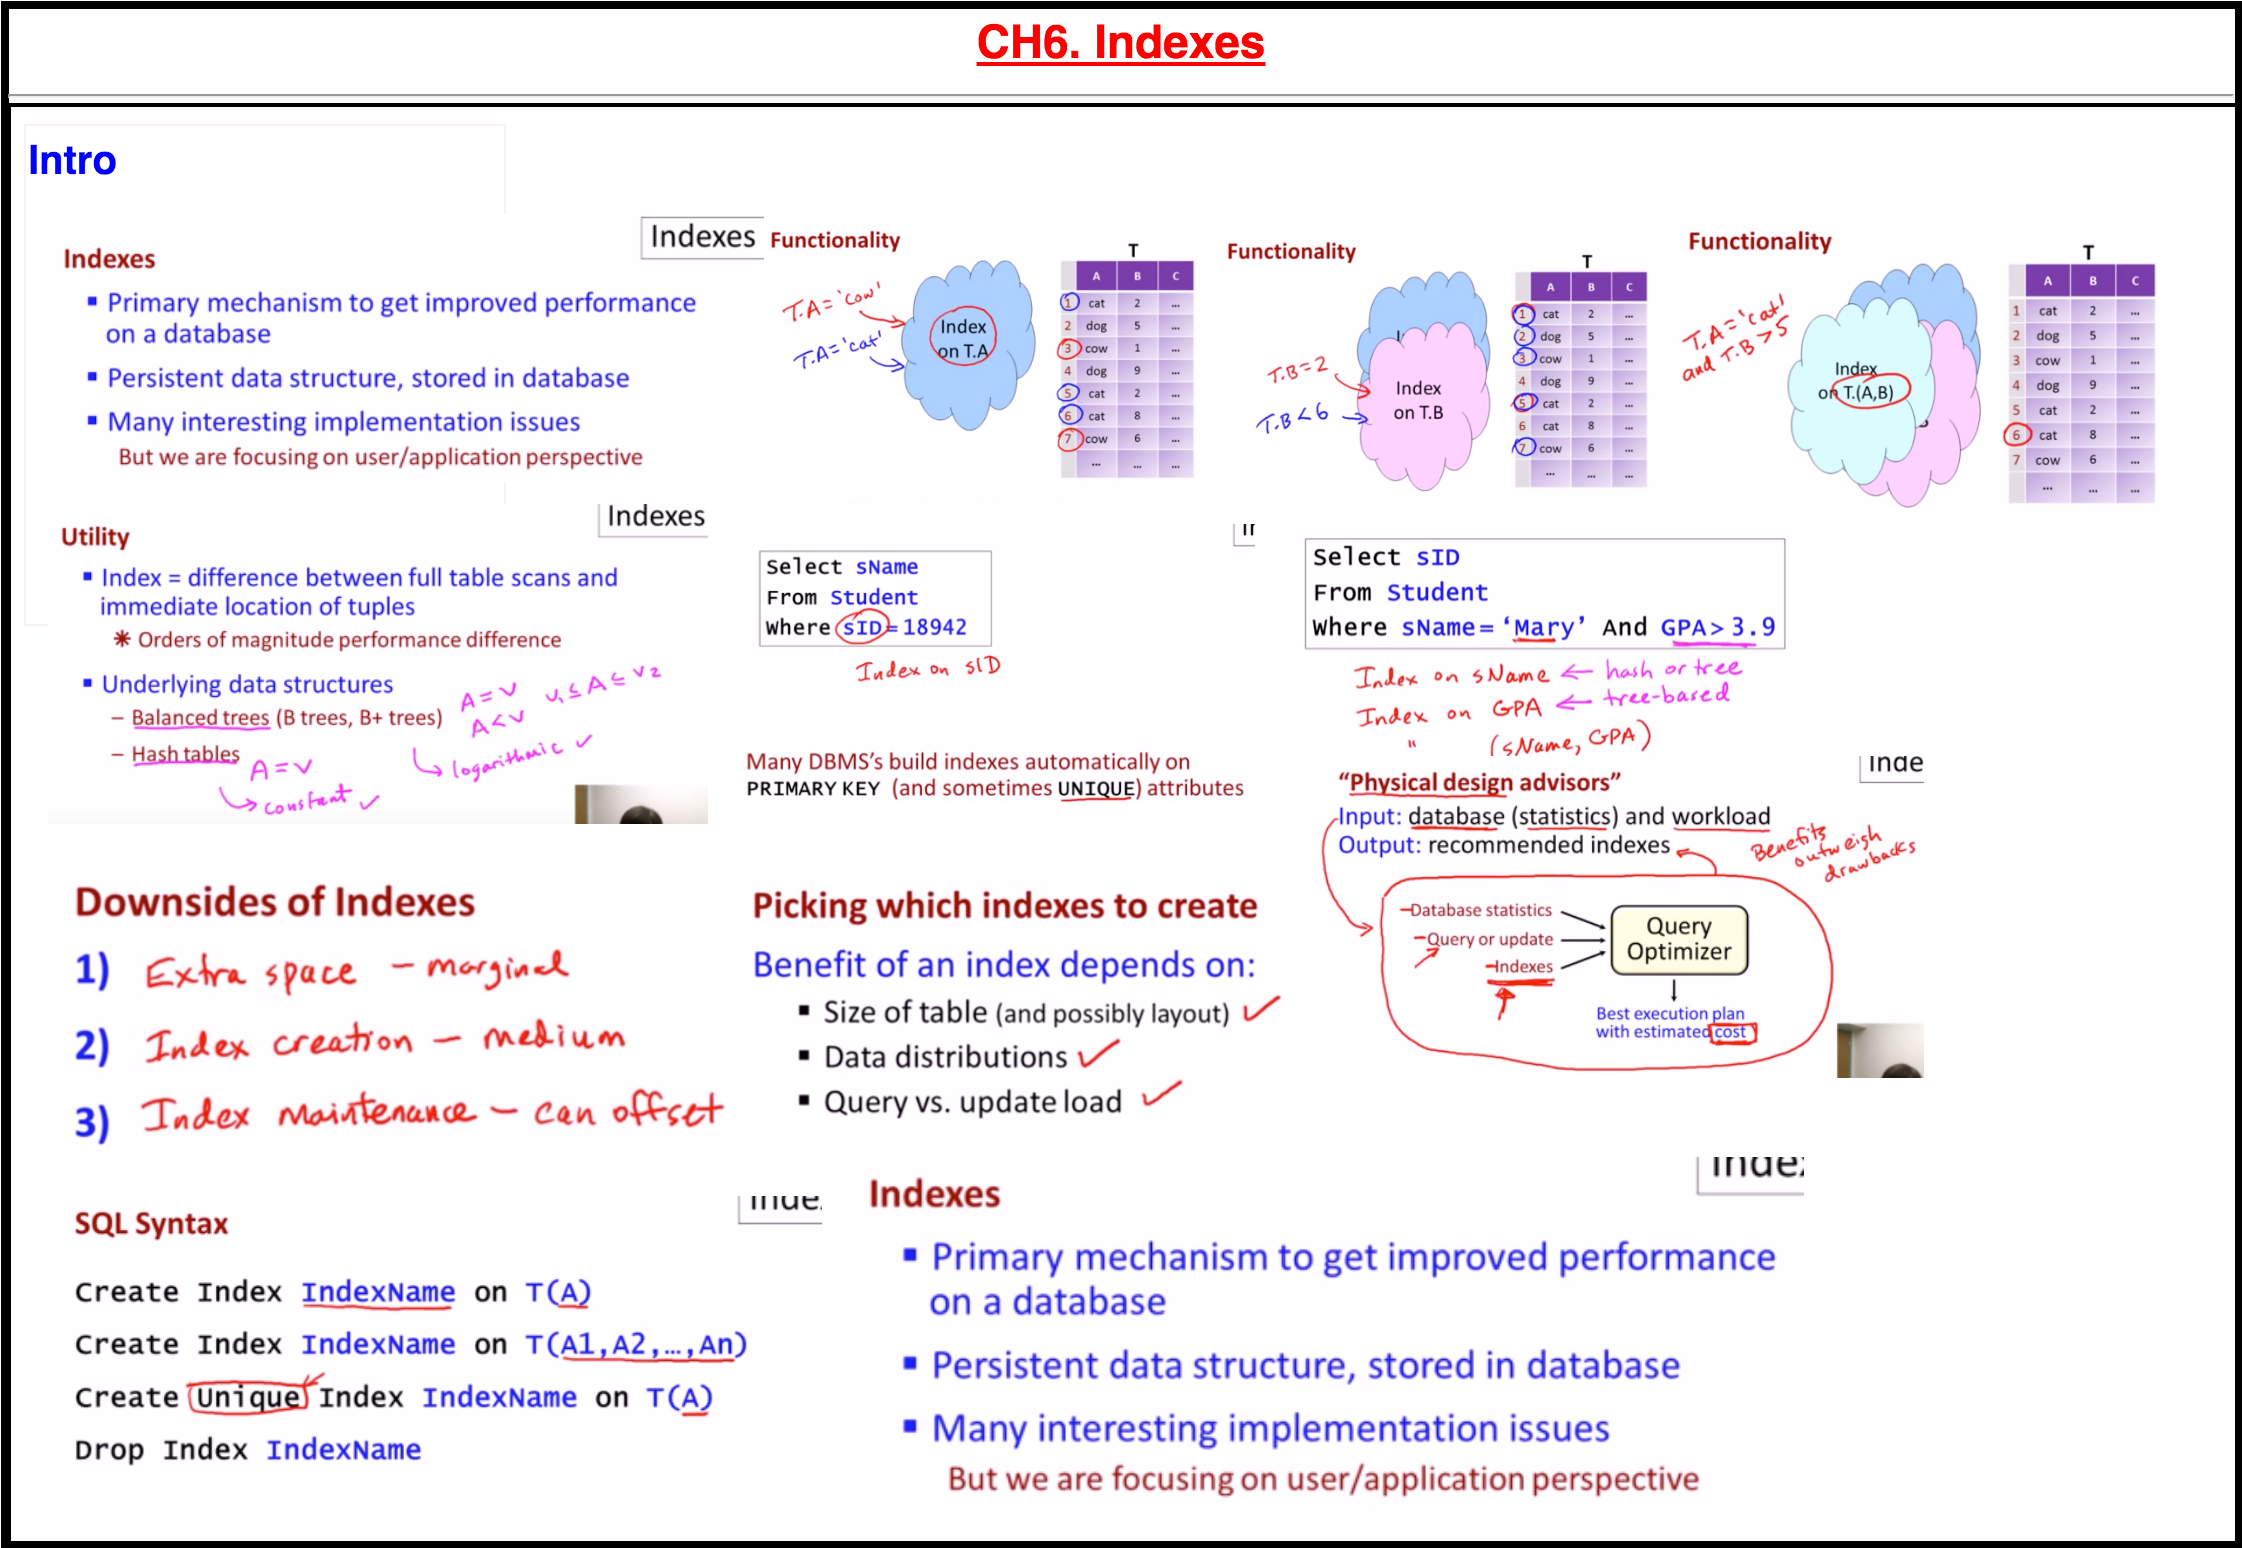 CH6. Indexes
Intro
Indexes
Indexes
▪ Primary mechanism to get improved performance
on a database
▪ Persistent data structure, stored in database
▪ Many interesting implementation issues
But we are focusing on user/application perspective
Functionality
T.A='cow'
T.A='cat'
Index
on T.A
T
A B C
1 cat 2 ...
2 dog 5 ...
3 cow 1 ...
4 dog 9 ...
5 cat 2 ...
6 cat 8 ...
7 cow 6 ...
... ... ...
Functionality
T.B=2
T.B<6
Index
on T.B
T
A B C
1 cat 2 ...
2 dog 5 ...
3 cow 1 ...
4 dog 9 ...
5 cat 2 ...
6 cat 8 ...
7 cow 6 ...
... ... ...
Functionality
T.A='cat'
and T.B>5
Index
on T.(A,B)
T
A B C
1 cat 2 ...
2 dog 5 ...
3 cow 1 ...
4 dog 9 ...
5 cat 2 ...
6 cat 8 ...
7 cow 6 ...
... ... ...
Indexes
Utility
▪ Index = difference between full table scans and
immediate location of tuples
✳ Orders of magnitude performance difference
▪ Underlying data structures
– Balanced trees (B trees, B+ trees)
– Hash tables
A=V V1≤A≤V2
A<V
logarithmic ✓
A=V
constant ✓
Select sName
From Student
Where sID=18942
Index on sID
Many DBMS's build indexes automatically on
PRIMARY KEY (and sometimes UNIQUE) attributes
Select sID
From Student
Where sName= ‘Mary’ And GPA> 3.9
Index on sName ← hash or tree
Index on GPA ← tree-based
" (sName, GPA)
Inde
“Physical design advisors”
Input: database (statistics) and workload
Output: recommended indexes
Benefits
outweigh
drawbacks
–Database statistics
–Query or update
–Indexes
Query
Optimizer
Best execution plan
with estimated cost
Downsides of Indexes
1) Extra space – marginal
2) Index creation – medium
3) Index maintenance – can offset
Picking which indexes to create
Benefit of an index depends on:
▪ Size of table (and possibly layout) ✓
▪ Data distributions ✓
▪ Query vs. update load ✓
SQL Syntax
Create Index IndexName on T(A)
Create Index IndexName on T(A1,A2,…,An)
Create Unique Index IndexName on T(A)
Drop Index IndexName
Indexes
▪ Primary mechanism to get improved performance
on a database
▪ Persistent data structure, stored in database
▪ Many interesting implementation issues
But we are focusing on user/application perspective